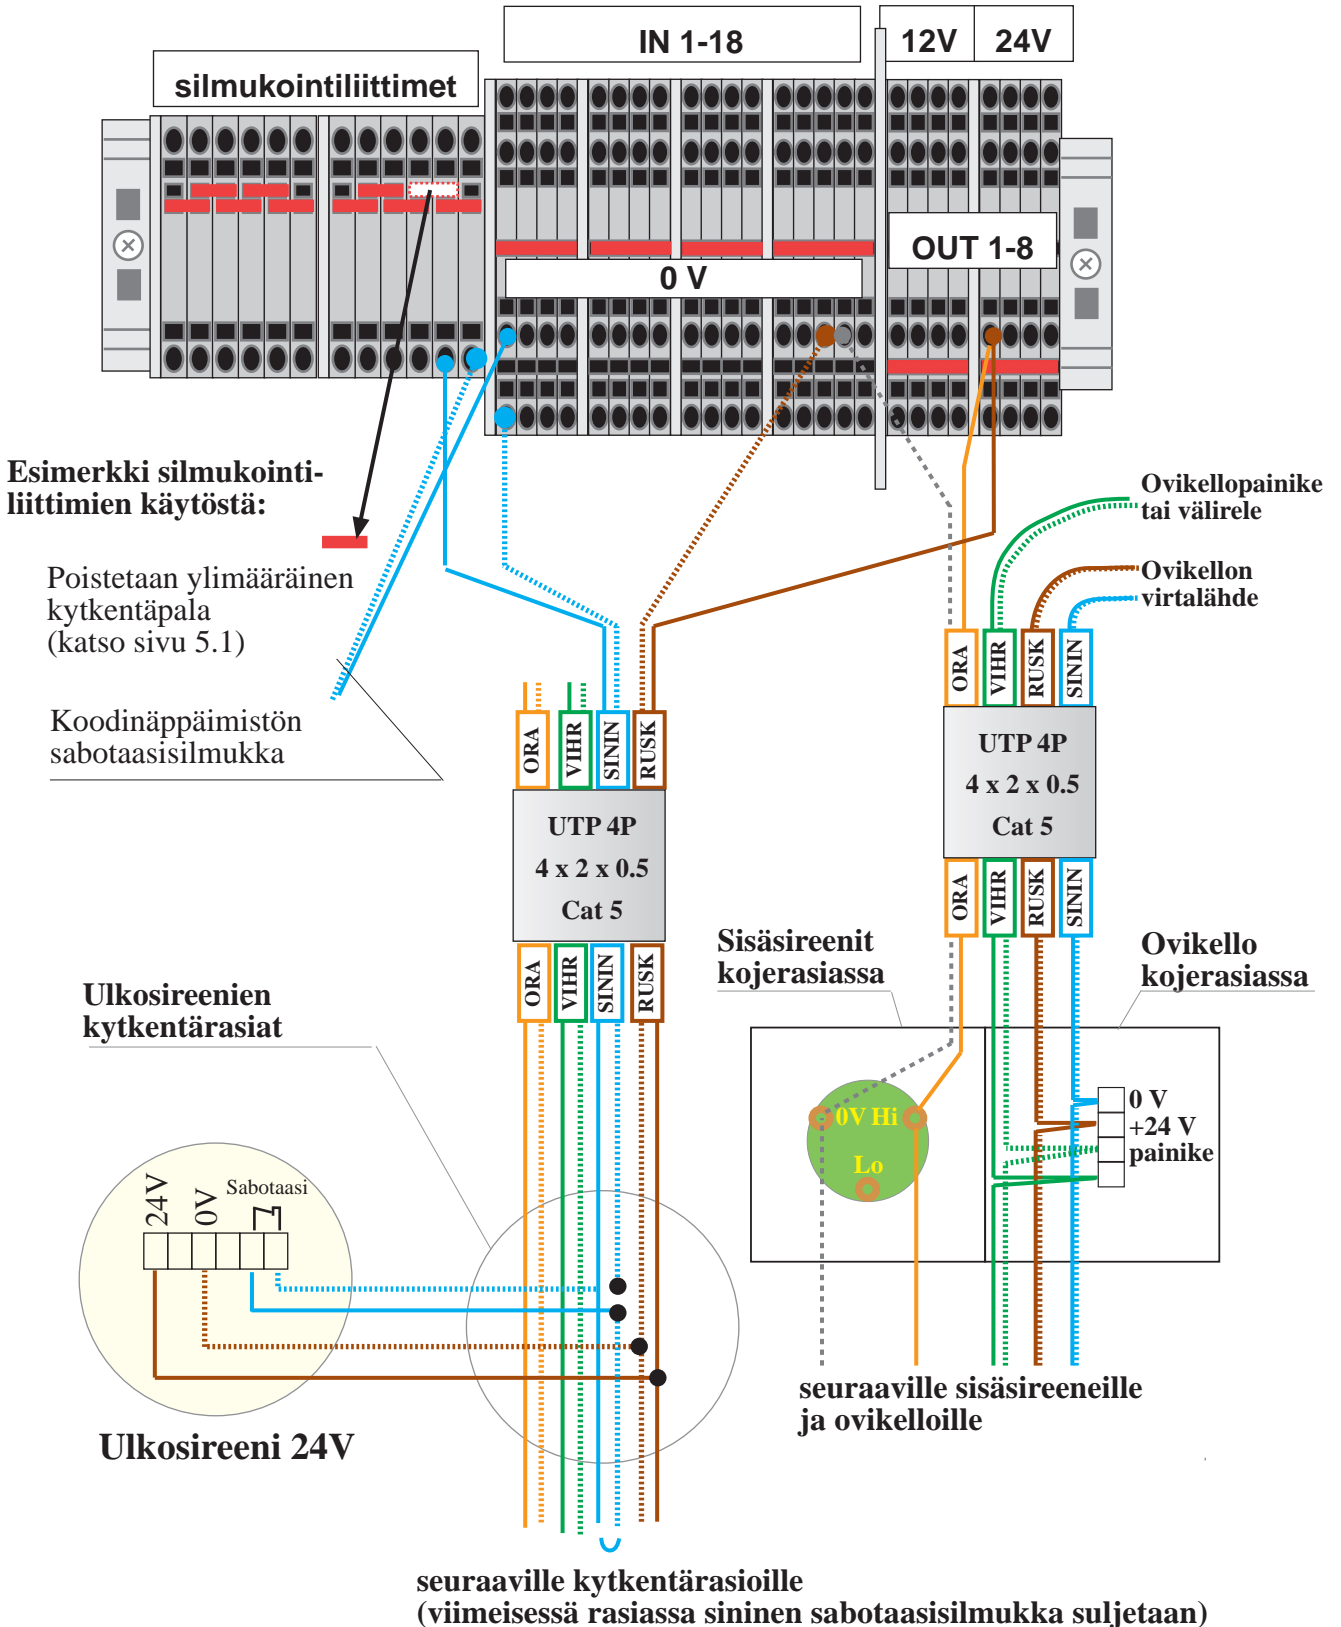 IN 1-18
12V
24V
silmukointiliittimet
OUT 1-8
0 V
Esimerkki silmukointi-
liittimien käytöstä:
Poistetaan ylimääräinen
kytkentäpala
(katso sivu 5.1)
Koodinäppäimistön
sabotaasisilmukka
Ovikellopainike
tai välirele
Ovikellon
virtalähde
ORA
VIHR
RUSK
SININ
UTP 4P
4 x 2 x 0.5
Cat 5
ORA
VIHR
RUSK
SININ
ORA
VIHR
SININ
RUSK
UTP 4P
4 x 2 x 0.5
Cat 5
ORA
VIHR
SININ
RUSK
Sisäsireenit
kojerasiassa
Ovikello
kojerasiassa
Ulkosireenien
kytkentärasiat
0V Hi
Lo
0 V
+24 V
painike
24V
0V
Sabotaasi
Ulkosireeni 24V
seuraaville sisäsireeneille
ja ovikelloille
seuraaville kytkentärasioille
(viimeisessä rasiassa sininen sabotaasisilmukka suljetaan)